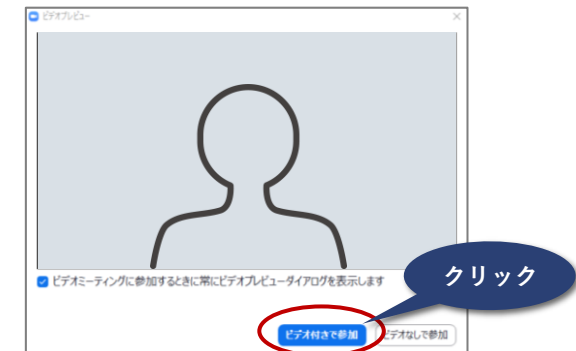 ビデオプレビュー
ビデオミーティングに参加するときに常にビデオプレビューダイアログを表示します
クリック
ビデオ付きで参加
ビデオなしで参加